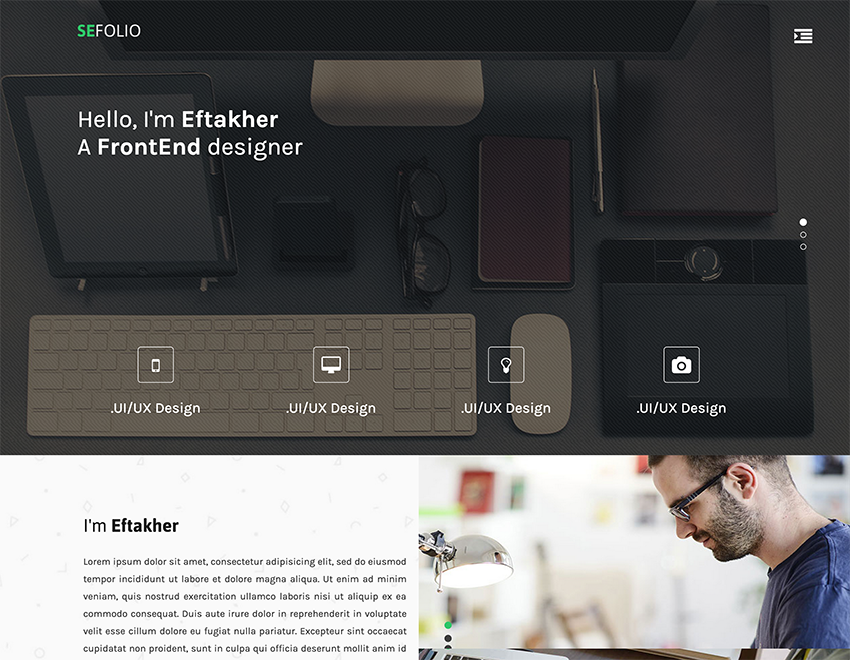 SEFOLIO
Hello, I'm Eftakher
A FrontEnd designer
.UI/UX Design
.UI/UX Design
.UI/UX Design
.UI/UX Design
I'm Eftakher
Lorem ipsum dolor sit amet, consectetur adipisicing elit, sed do eiusmod
tempor incididunt ut labore et dolore magna aliqua. Ut enim ad minim
veniam, quis nostrud exercitation ullamco laboris nisi ut aliquip ex ea
commodo consequat. Duis aute irure dolor in reprehenderit in voluptate
velit esse cillum dolore eu fugiat nulla pariatur. Excepteur sint occaecat
cupidatat non proident, sunt in culpa qui officia deserunt mollit anim id